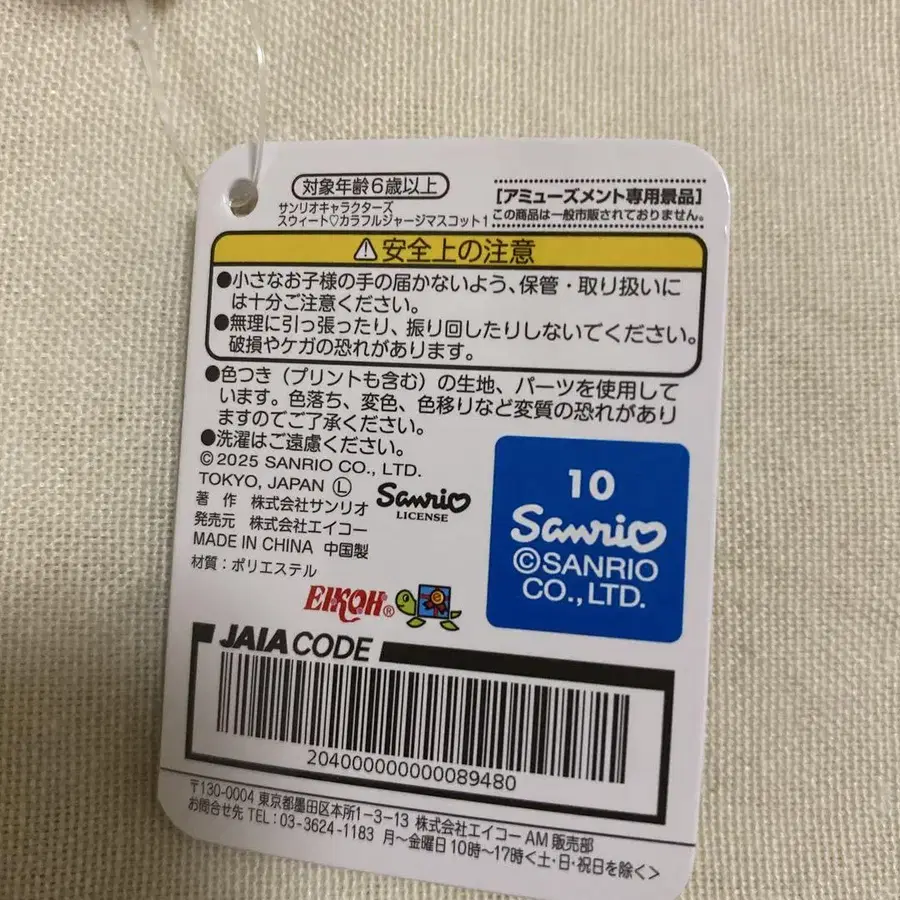 対象年齢6歳以上
サンリオキャラクターズ
スウィート♡カラフルジャージマスコット1
[アミューズメント専用景品]
この商品は一般市販されておりません。
⚠安全上の注意
●小さなお子様の手の届かないよう、保管・取り扱いに
は十分ご注意ください。
●無理に引っ張ったり、振り回したりしないでください。
破損やケガの恐れがあります。
●色つき（プリントも含む）の生地、パーツを使用して
います。色落ち、変色、色移りなど変質の恐れがあり
ますのでご了承ください。
●洗濯はご遠慮ください。
©2025 SANRIO CO., LTD.
TOKYO, JAPAN Ⓛ
著 作 株式会社サンリオ
発売元 株式会社エイコー
MADE IN CHINA 中国製
材質：ポリエステル
Sanrio
LICENSE
10
Sanrio
©SANRIO
CO., LTD.
EIKOH®
e
JAIA CODE
2040000000000089480
〒130-0004 東京都墨田区本所1-3-13 株式会社エイコー AM販売部
お問合せ先 TEL：03-3624-1183 月～金曜日10時～17時＜土・日・祝日を除く＞